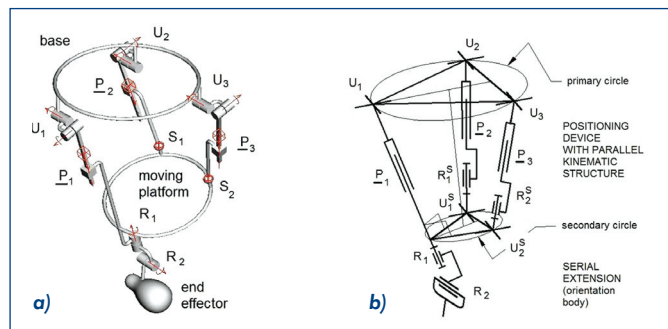 U2
base
P2
U3
U1
S1
P3
moving
platform
S2
P1
R1
R2
end
effector
a)
U2
primary circle
U1
U3
P2
POSITIONING
DEVICE
WITH PARALLEL
KINEMATIC
STRUCTURE
P3
P1
R1S
R2S
U1S
secondary circle
U2S
R1
R2
SERIAL
EXTENSION
(orientation
body)
b)